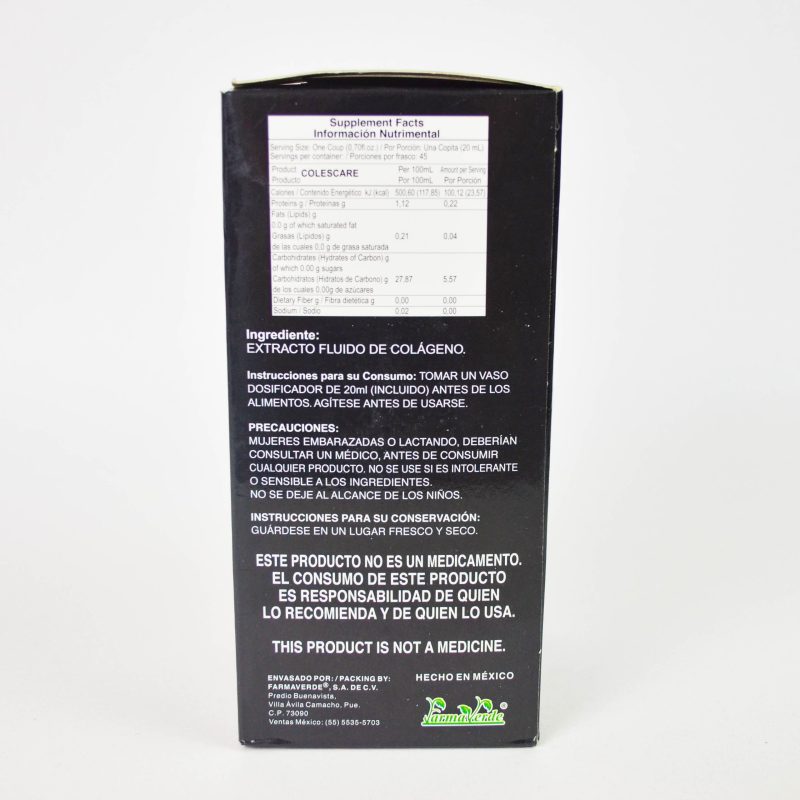 Supplement Facts
Información Nutrimental
Serving Size: One Coup (0,70fl.oz.) / Por Porción: Una Copita (20 mL)
Servings per container: / Porciones por frasco: 45
Product
Producto COLESCARE
Per 100mL
Por 100mL
Amount per Serving
Por Porción
Calories / Contenido Energético kJ (kcal) 500,60 (117,85) 100,12 (23,57)
Proteins g / Proteínas g 1,12 0,22
Fats (Lipids) g
0.0 g of which saturated fat
Grasas (Lípidos) g 0,21 0,04
de las cuales 0,0 g de grasa saturada
Carbohidrates (Hydrates of Carbon) g
of which 0.00 g sugars
Carbohidratos (Hidratos de Carbono) g 27,87 5,57
de los cuales 0,00g de azúcares
Dietary Fiber g / Fibra dietética g 0,00 0,00
Sodium / Sodio 0,02 0,00
Ingrediente:
EXTRACTO FLUIDO DE COLÁGENO.
Instrucciones para su Consumo: TOMAR UN VASO
DOSIFICADOR DE 20ml (INCLUIDO) ANTES DE LOS
ALIMENTOS. AGÍTESE ANTES DE USARSE.
PRECAUCIONES:
MUJERES EMBARAZADAS O LACTANDO, DEBERÍAN
CONSULTAR UN MÉDICO, ANTES DE CONSUMIR
CUALQUIER PRODUCTO. NO SE USE SI ES INTOLERANTE
O SENSIBLE A LOS INGREDIENTES.
NO SE DEJE AL ALCANCE DE LOS NIÑOS.
INSTRUCCIONES PARA SU CONSERVACIÓN:
GUÁRDESE EN UN LUGAR FRESCO Y SECO.
ESTE PRODUCTO NO ES UN MEDICAMENTO.
EL CONSUMO DE ESTE PRODUCTO
ES RESPONSABILIDAD DE QUIEN
LO RECOMIENDA Y DE QUIEN LO USA.
THIS PRODUCT IS NOT A MEDICINE.
ENVASADO POR: / PACKING BY:
FARMAVERDE®, S.A. DE C.V.
Predio Buenavista,
Villa Ávila Camacho, Pue.
C.P. 73090
Ventas México: (55) 5535-5703
HECHO EN MÉXICO
farmaVerde®